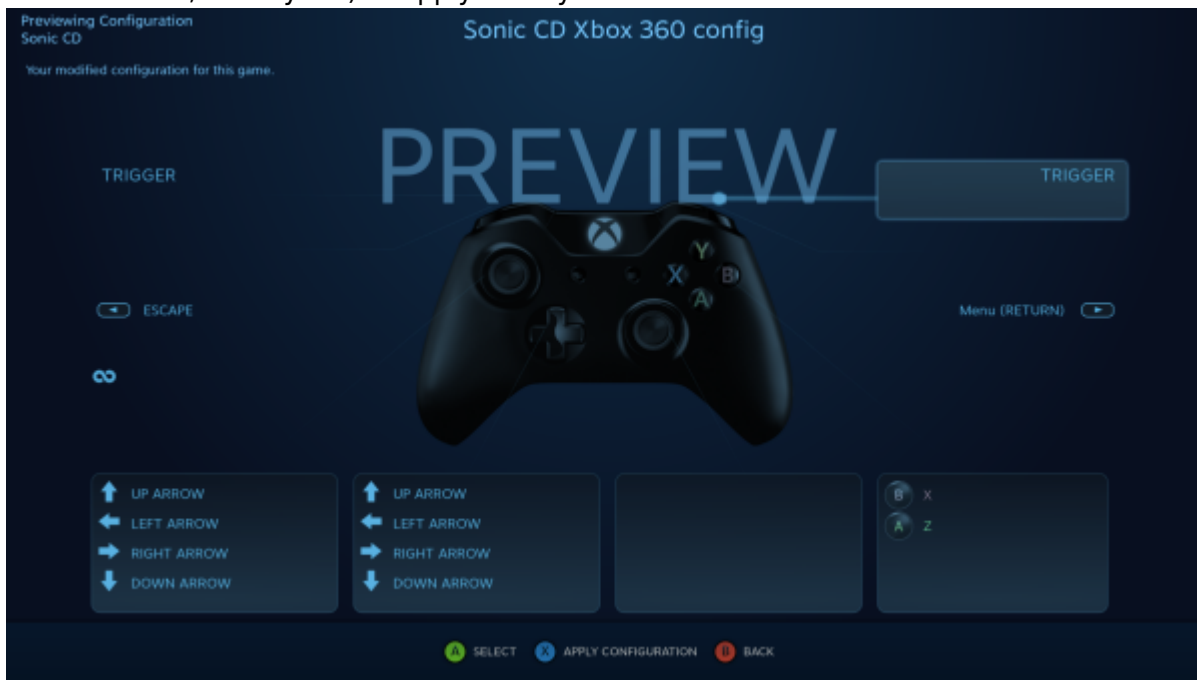 Previewing Configuration
Sonic CD
Sonic CD Xbox 360 config
Your modified configuration for this game.
PREVIEW
TRIGGER
TRIGGER
Y
X B
A
ESCAPE
Menu (RETURN)
UP ARROW
LEFT ARROW
RIGHT ARROW
DOWN ARROW
UP ARROW
LEFT ARROW
RIGHT ARROW
DOWN ARROW
B X
A Z
A SELECT X APPLY CONFIGURATION B BACK